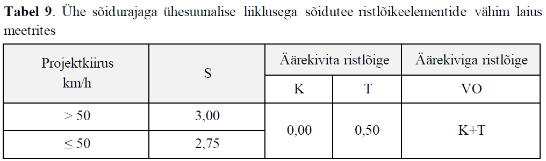 Tabel 9. Ühe sõidurajaga ühesuunalise liiklusega sõidutee ristlõikeelementide vähim laius
meetrites
Projektkiirus
km/h
S
Äärekivita ristlõige
Äärekiviga ristlõige
K
T
VO
> 50
3,00
0,00
0,50
K+T
≤ 50
2,75